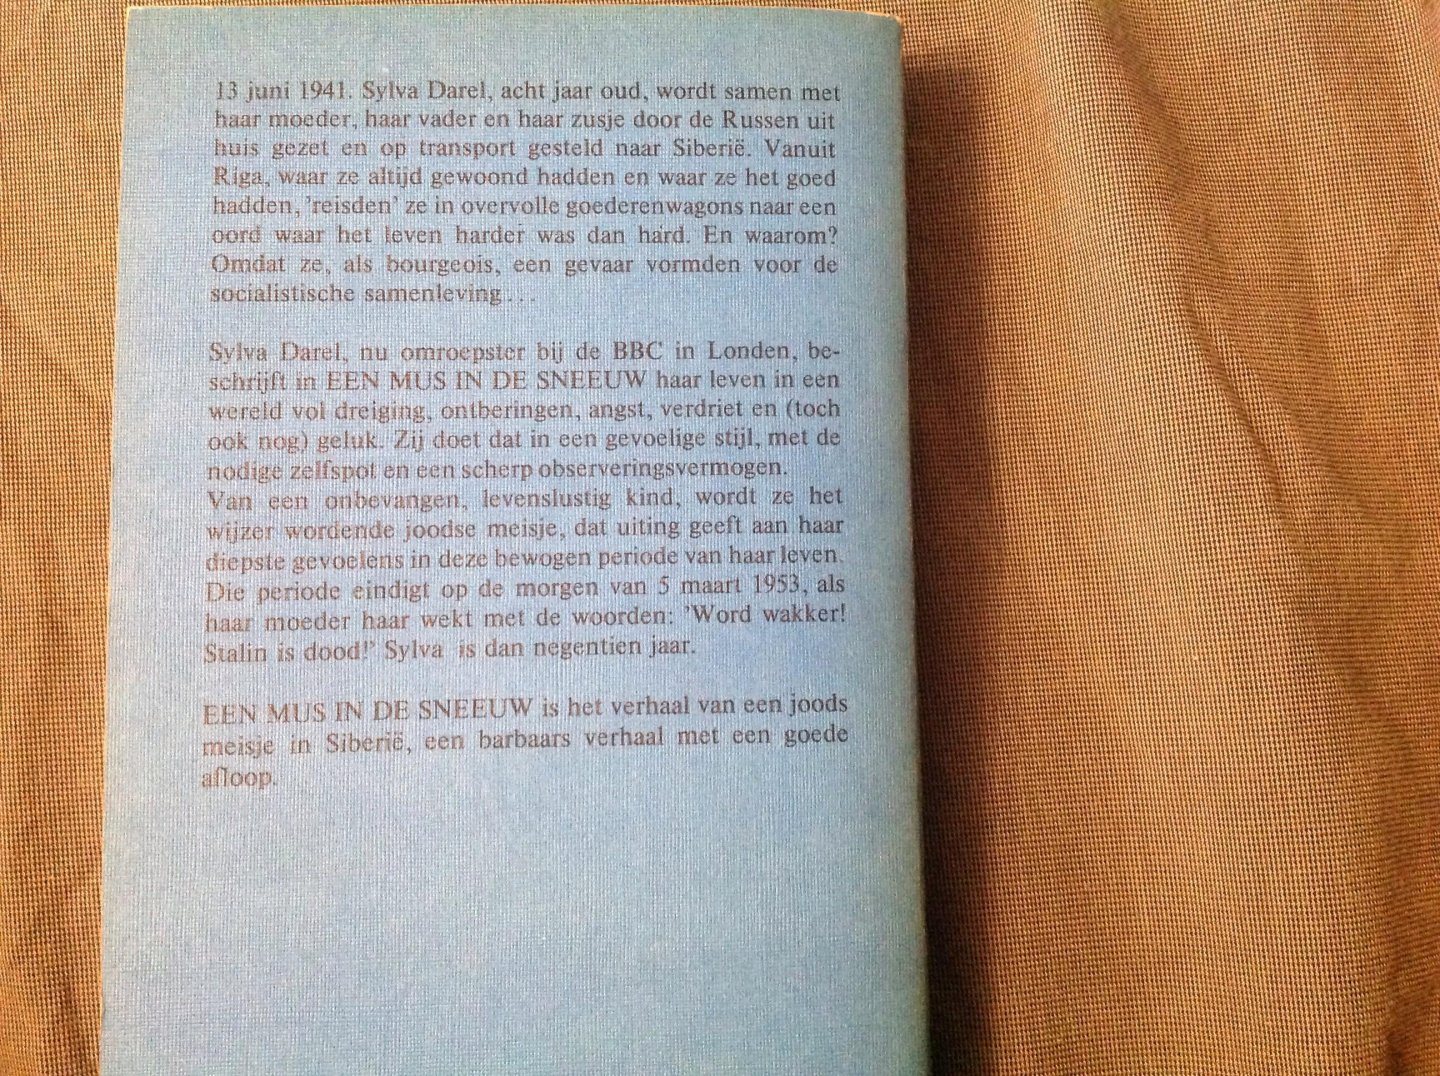 13 juni 1941. Sylva Darel, acht jaar oud, wordt samen met
haar moeder, haar vader en haar zusje door de Russen uit
huis gezet en op transport gesteld naar Siberië. Vanuit
Riga, waar ze altijd gewoond hadden en waar ze het goed
hadden, 'reisden' ze in overvolle goederenwagons naar een
oord waar het leven harder was dan hard. En waarom?
Omdat ze, als bourgeois, een gevaar vormden voor de
socialistische samenleving...
Sylva Darel, nu omroepster bij de BBC in Londen, be-
schrijft in EEN MUS IN DE SNEEUW haar leven in een
wereld vol dreiging, ontberingen, angst, verdriet en (toch
ook nog) geluk. Zij doet dat in een gevoelige stijl, met de
nodige zelfspot en een scherp observeringsvermogen.
Van een onbevangen, levenslustig kind, wordt ze het
wijzer wordende joodse meisje, dat uiting geeft aan haar
diepste gevoelens in deze bewogen periode van haar leven.
Die periode eindigt op de morgen van 5 maart 1953, als
haar moeder haar wekt met de woorden: 'Word wakker!
Stalin is dood!' Sylva is dan negentien jaar.
EEN MUS IN DE SNEEUW is het verhaal van een joods
meisje in Siberië, een barbaars verhaal met een goede
afloop.